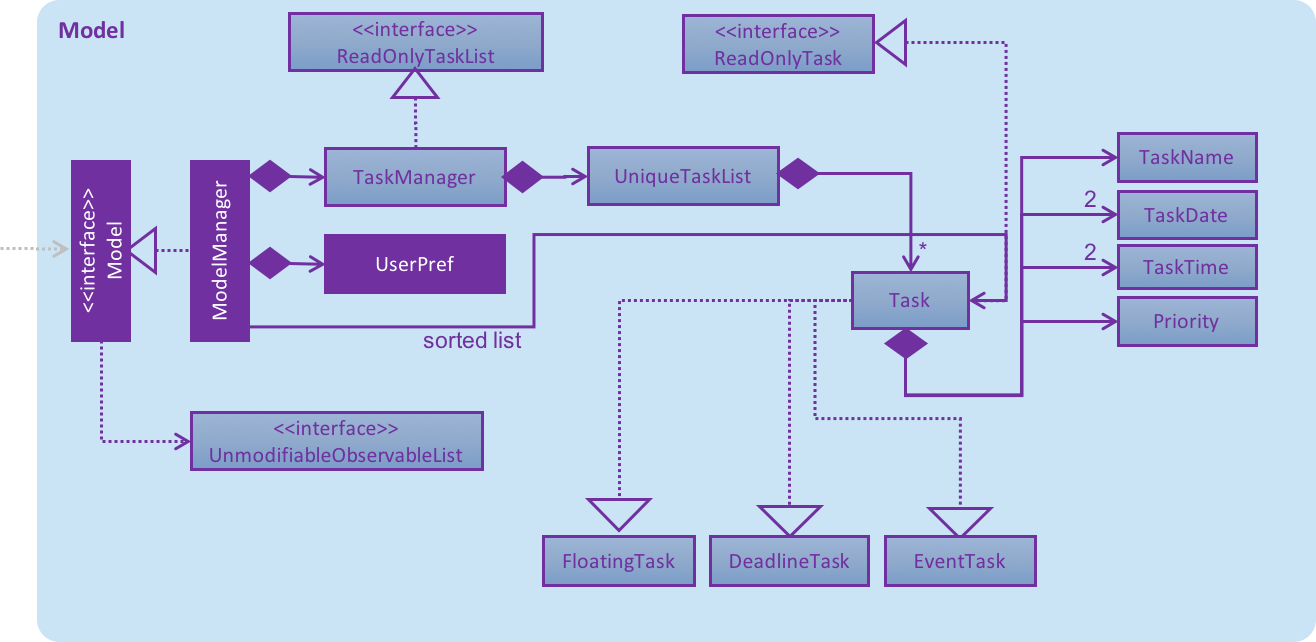 Model
<<interface>>
ReadOnlyTaskList
<<interface>>
ReadOnlyTask
<<interface>>
Model
ModelManager
TaskManager
UniqueTaskList
UserPref
sorted list
*
Task
TaskName
2
TaskDate
2
TaskTime
Priority
<<interface>>
UnmodifiableObservableList
FloatingTask
DeadlineTask
EventTask